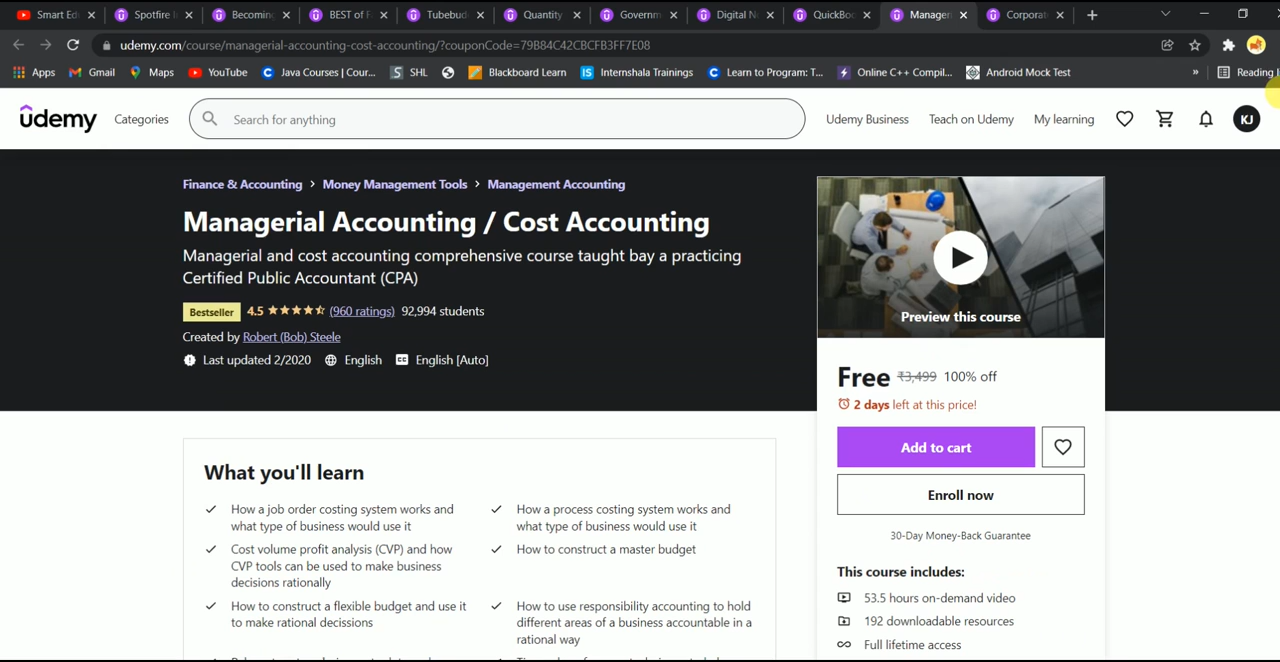 Smart Ed
Spotfire
Becoming
BEST of F
Tubebud
Quantity
Governm
Digital N
QuickBoo
Manager
Corporat
udemy.com/course/managerial-accounting-cost-accounting/?couponCode=79B84C42CBCFB3FF7E08
Apps
Gmail
Maps
YouTube
Java Courses | Cour...
SHL
Blackboard Learn
IS
Internshala Trainings
Learn to Program: T...
Online C++ Compil...
Android Mock Test
»
Reading
ûdemy
Categories
Search for anything
Udemy Business
Teach on Udemy
My learning
KJ
Finance & Accounting > Money Management Tools > Management Accounting
Managerial Accounting / Cost Accounting
Managerial and cost accounting comprehensive course taught bay a practicing
Certified Public Accountant (CPA)
Bestseller 4.5 (960 ratings) 92,994 students
Created by Robert (Bob) Steele
Last updated 2/2020 English English [Auto]
Preview this course
Free ₹3,499 100% off
2 days left at this price!
Add to cart
Enroll now
30-Day Money-Back Guarantee
This course includes:
53.5 hours on-demand video
192 downloadable resources
Full lifetime access
What you'll learn
How a job order costing system works and
what type of business would use it
Cost volume profit analysis (CVP) and how
CVP tools can be used to make business
decisions rationally
How to construct a flexible budget and use it
to make rational decissions
How a process costing system works and
what type of business would use it
How to construct a master budget
How to use responsibility accounting to hold
different areas of a business accountable in a
rational way